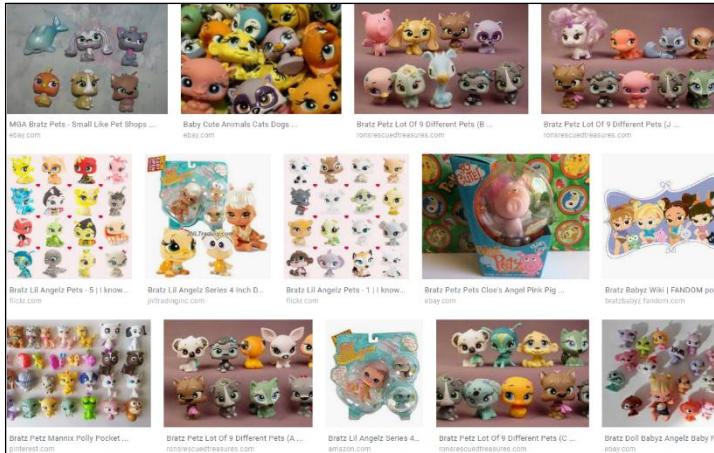 MGA Bratz Pets - Small Like Pet Shops ...
ebay.com
Baby Cute Animals Cats Dogs ...
ebay.com
Bratz Petz Lot Of 9 Different Pets (B ...
ronsrescuedtreasures.com
Bratz Petz Lot Of 9 Different Pets (J ...
ronsrescuedtreasures.com
Bratz Lil Angelz Pets - 5 | I know...
flickr.com
JNLTrading.com
Bratz Lil Angelz Series 4 Inch D...
jnltradinginc.com
Bratz Lil Angelz Pets - 1 | I know...
flickr.com
Petz
Bratz Petz Pets Cloe's Angel Pink Pig ...
ebay.com
Bratz Babyz Wiki | FANDOM po
bratzbabyz.fandom.com
Bratz Petz Mannix Polly Pocket ...
pinterest.com
Bratz Petz Lot Of 9 Different Pets (A ...
ronsrescuedtreasures.com
Bratz Lil Angelz Series 4...
amazon.com
Bratz Petz Lot Of 9 Different Pets (C ...
ronsrescuedtreasures.com
Bratz Doll Babyz Angelz Baby F
ebay.com